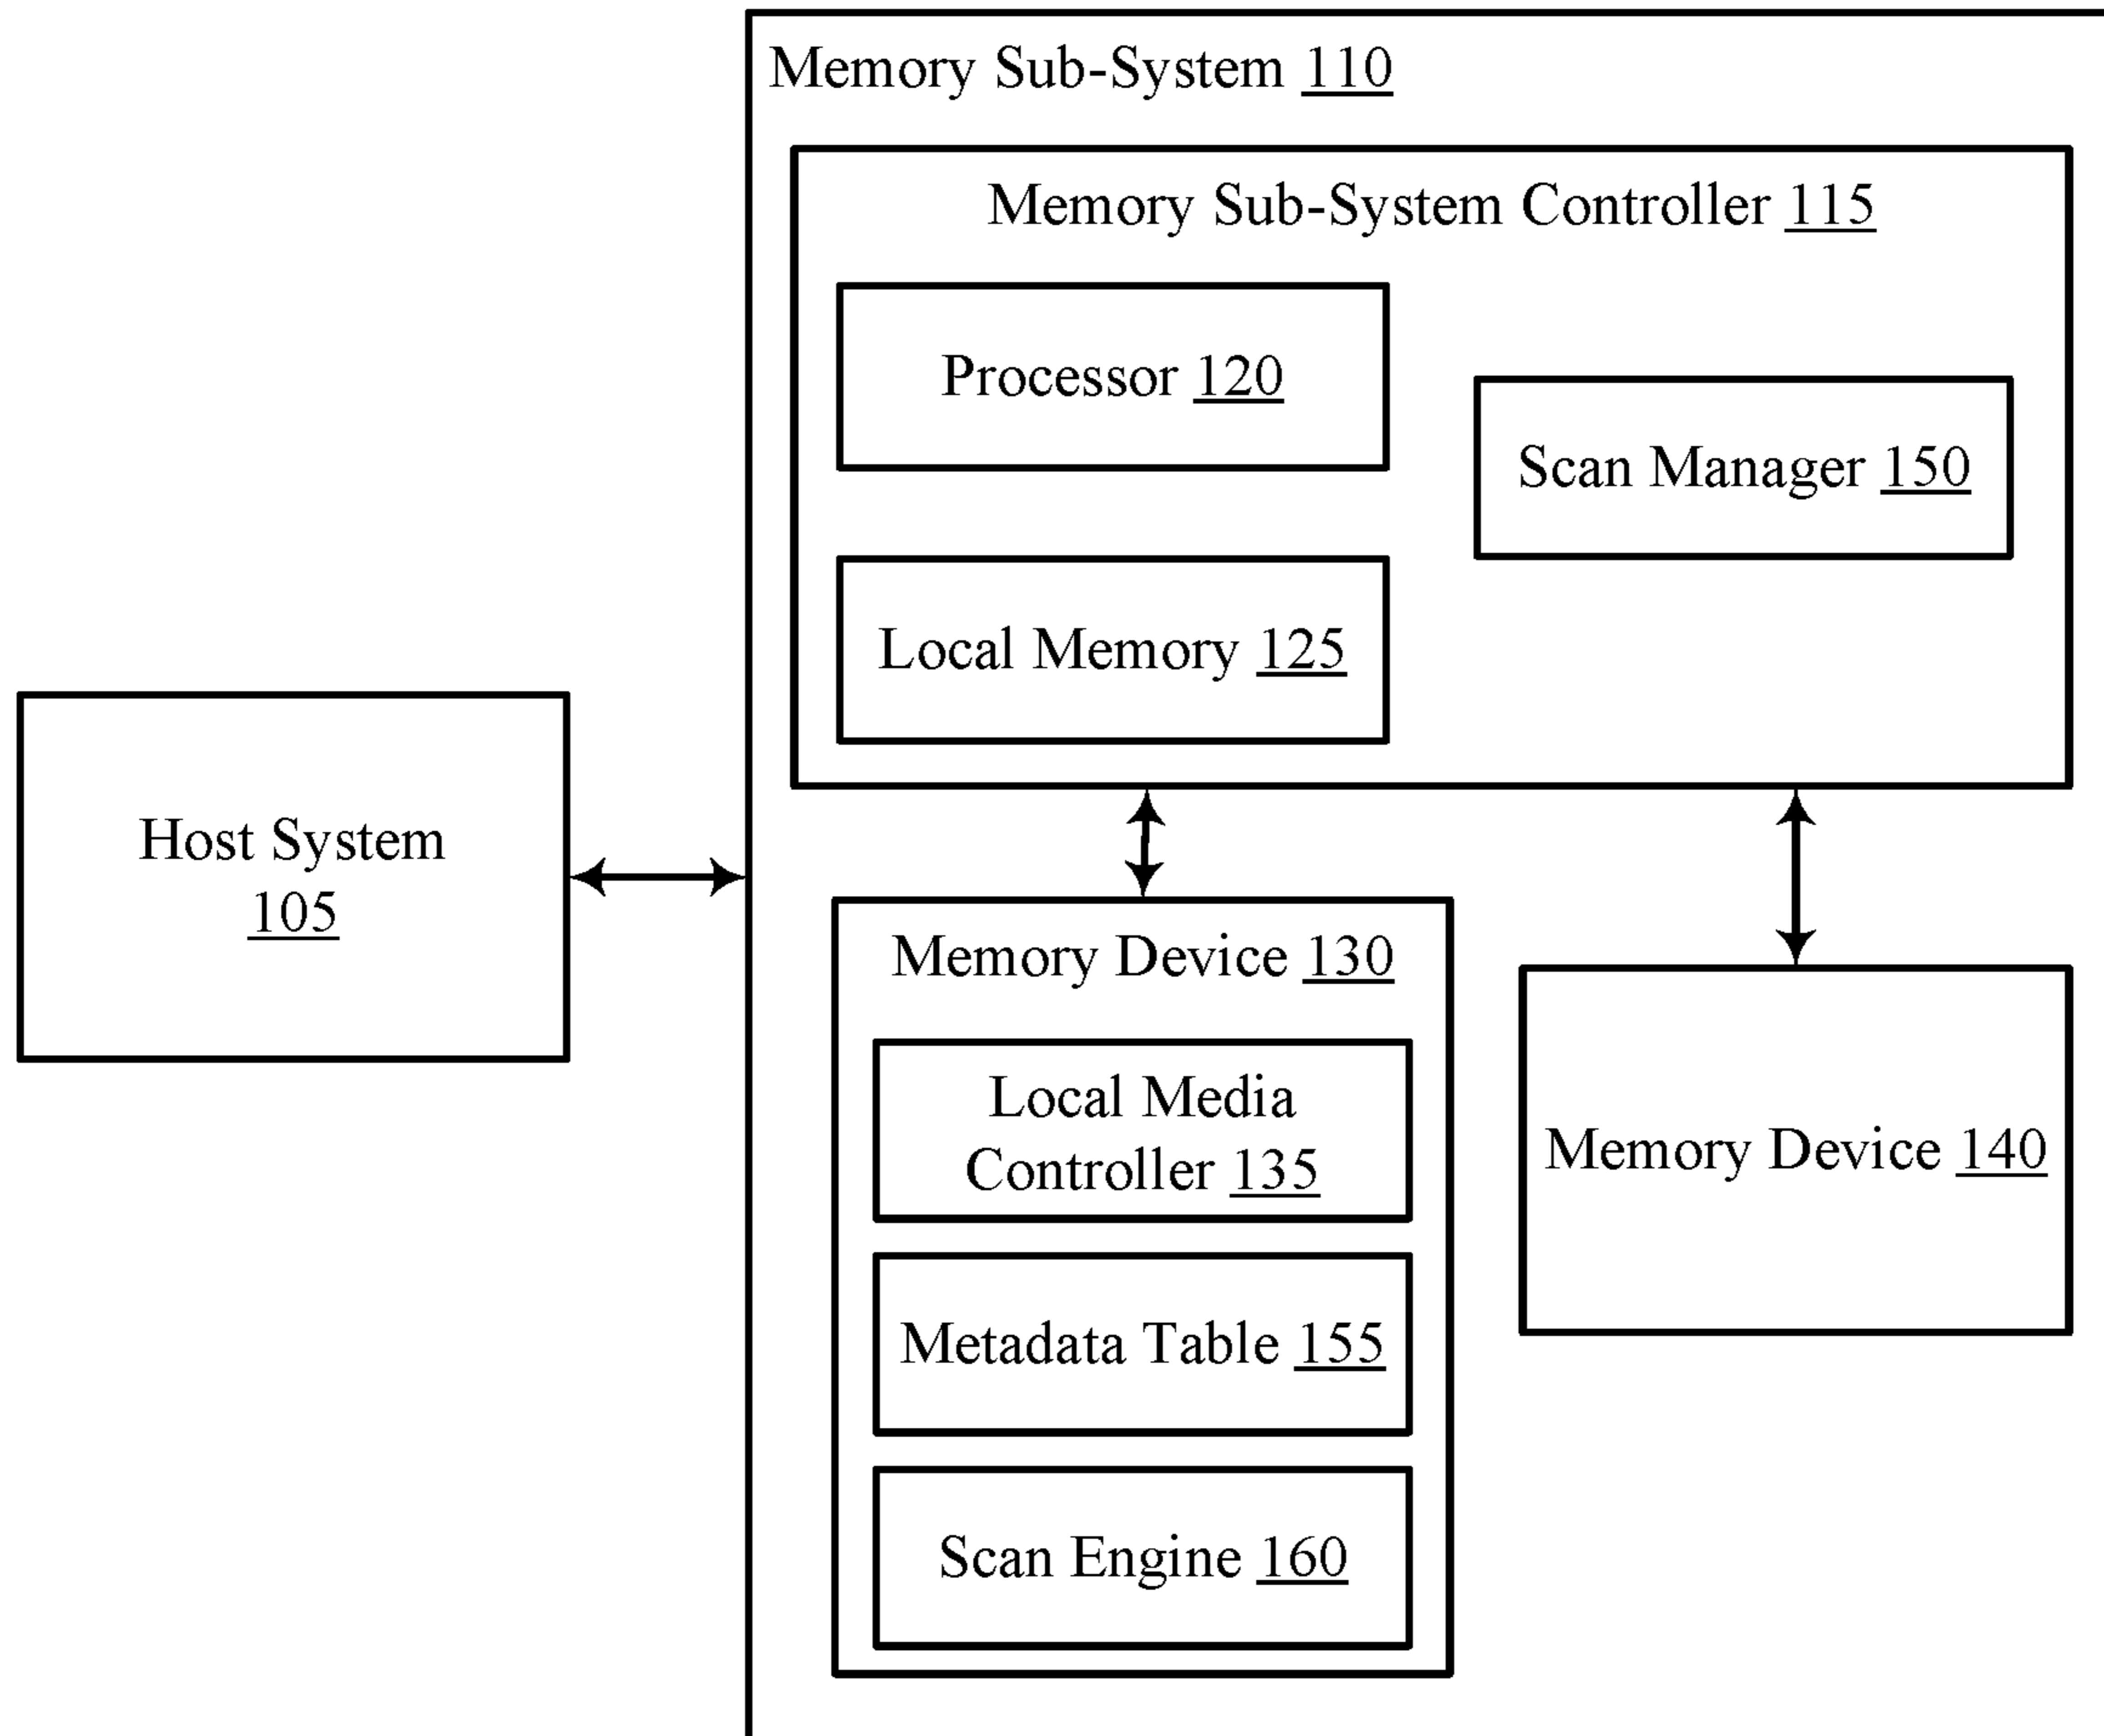 Memory Sub-System 110
Memory Sub-System Controller 115
Processor 120
Scan Manager 150
Local Memory 125
Host System
105
Memory Device 130
Local Media
Controller 135
Metadata Table 155
Scan Engine 160
Memory Device 140